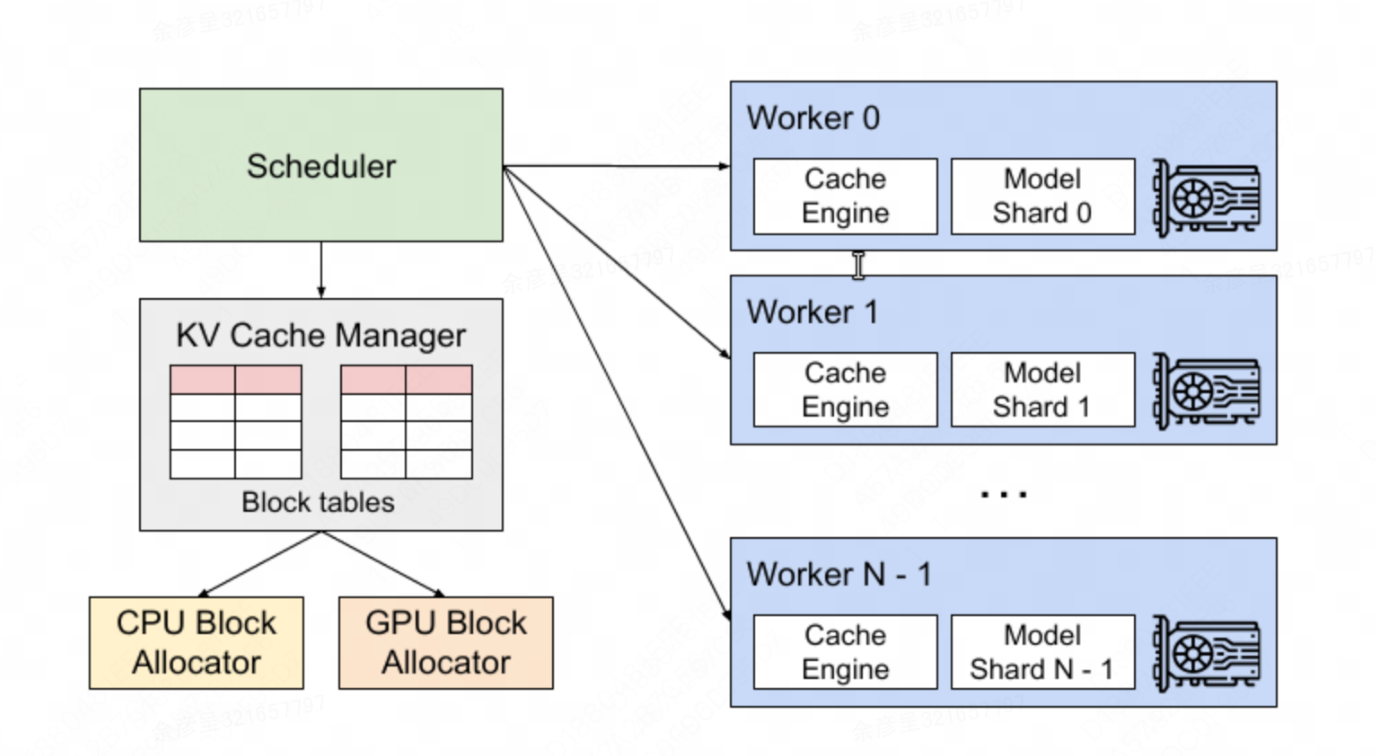 Scheduler
KV Cache Manager
Block tables
CPU Block
Allocator
GPU Block
Allocator
Worker 0
Cache
Engine
Model
Shard 0
Worker 1
Cache
Engine
Model
Shard 1
...
Worker N - 1
Cache
Engine
Model
Shard N - 1